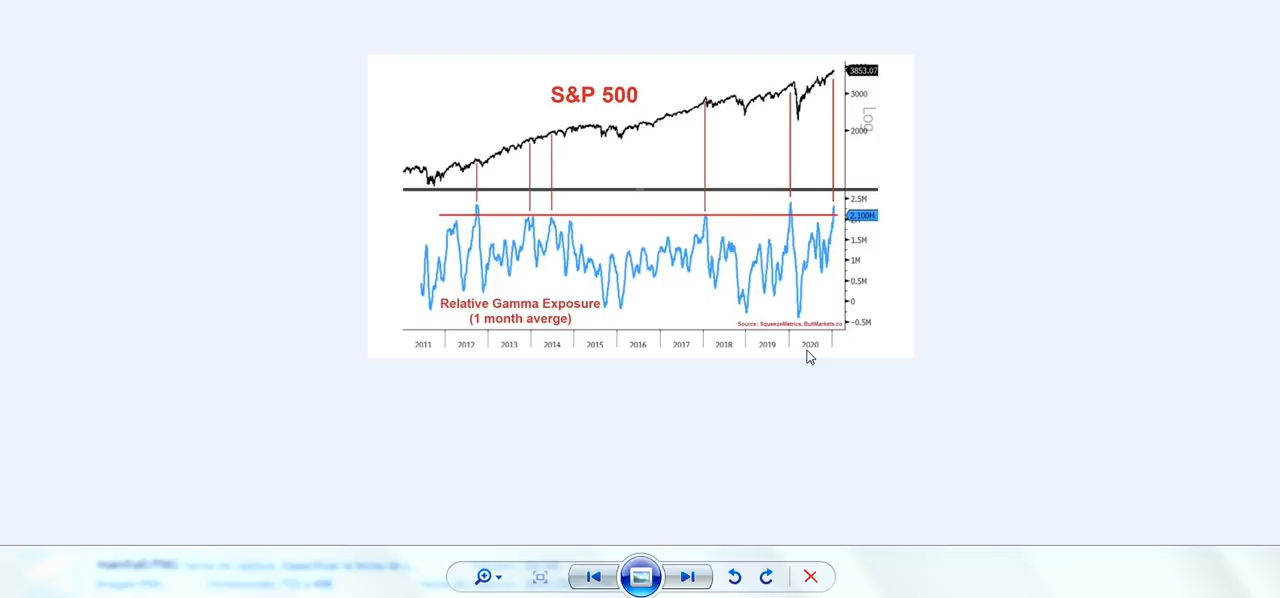 S&P 500
3853.07
3000
2000
Log
2.5M
2.100M
1.5M
1M
0.5M
0
-0.5M
Relative Gamma Exposure
(1 month averge)
Source: SqueezeMetrics, BullMarkets.co
2011 2012 2013 2014 2015 2016 2017 2018 2019 2020